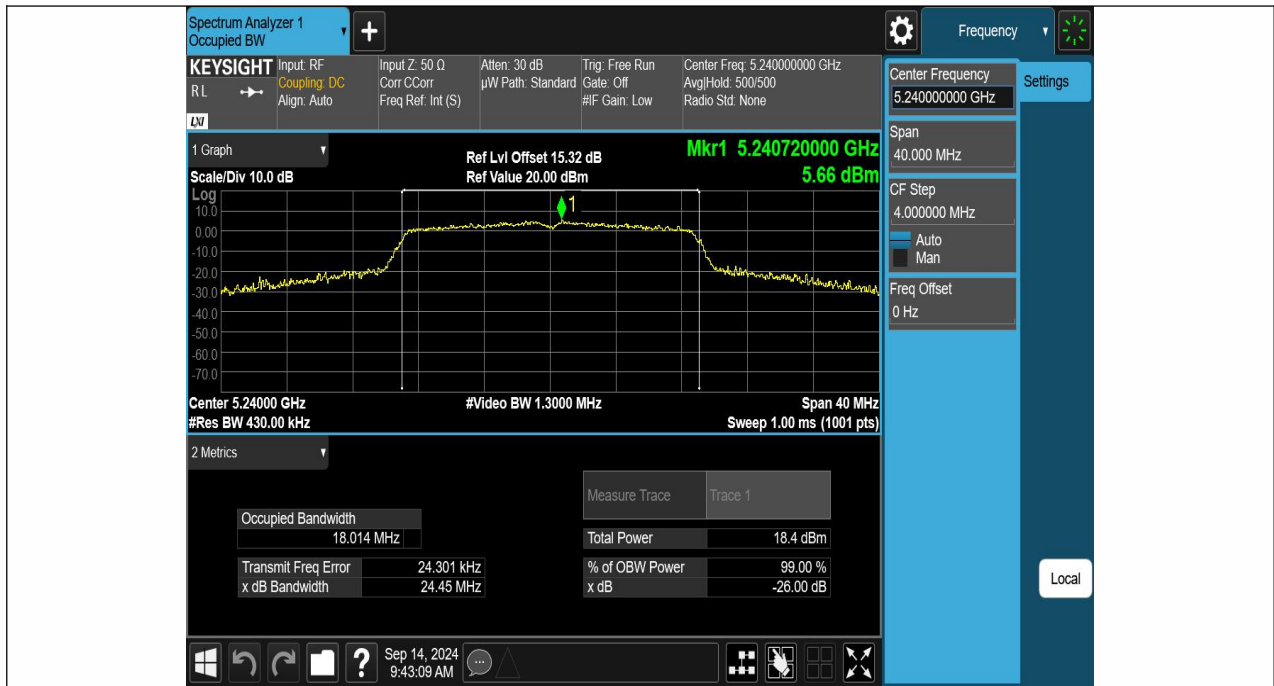 Spectrum Analyzer 1
Occupied BW
+
Frequency
KEYSIGHT
RL
LXI
Input: RF
Coupling: DC
Align: Auto
Input Z: 50 Ω
Corr CCorr
Freq Ref: Int (S)
Atten: 30 dB
µW Path: Standard
Trig: Free Run
Gate: Off
#IF Gain: Low
Center Freq: 5.240000000 GHz
Avg|Hold: 500/500
Radio Std: None
1 Graph
Scale/Div 10.0 dB
Ref Lvl Offset 15.32 dB
Ref Value 20.00 dBm
Mkr1 5.240720000 GHz
5.66 dBm
Log
10.0
0.00
-10.0
-20.0
-30.0
-40.0
-50.0
-60.0
-70.0
1
Center 5.24000 GHz
#Video BW 1.3000 MHz
Span 40 MHz
#Res BW 430.00 kHz
Sweep 1.00 ms (1001 pts)
2 Metrics
Measure Trace Trace 1
Occupied Bandwidth
18.014 MHz
Total Power 18.4 dBm
Transmit Freq Error 24.301 kHz
% of OBW Power 99.00 %
x dB Bandwidth 24.45 MHz
x dB -26.00 dB
Center Frequency
5.240000000 GHz
Settings
Span
40.000 MHz
CF Step
4.000000 MHz
Auto
Man
Freq Offset
0 Hz
Local
?
Sep 14, 2024
9:43:09 AM